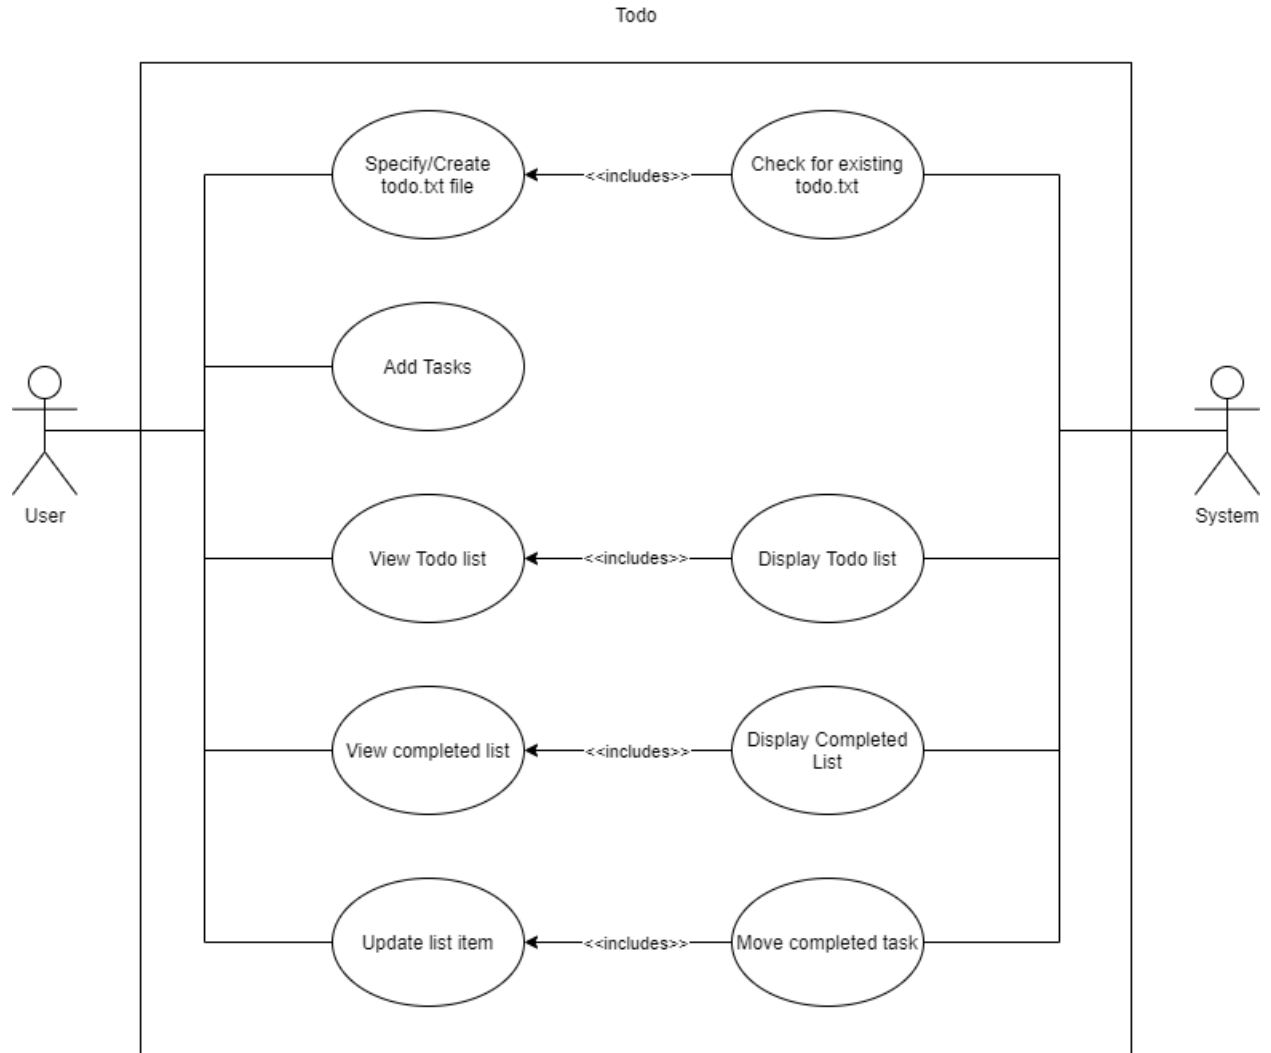 Todo
Specify/Create
todo.txt file
<<includes>>
Check for existing
todo.txt
Add Tasks
User
System
View Todo list
<<includes>>
Display Todo list
View completed list
<<includes>>
Display Completed
List
Update list item
<<includes>>
Move completed task